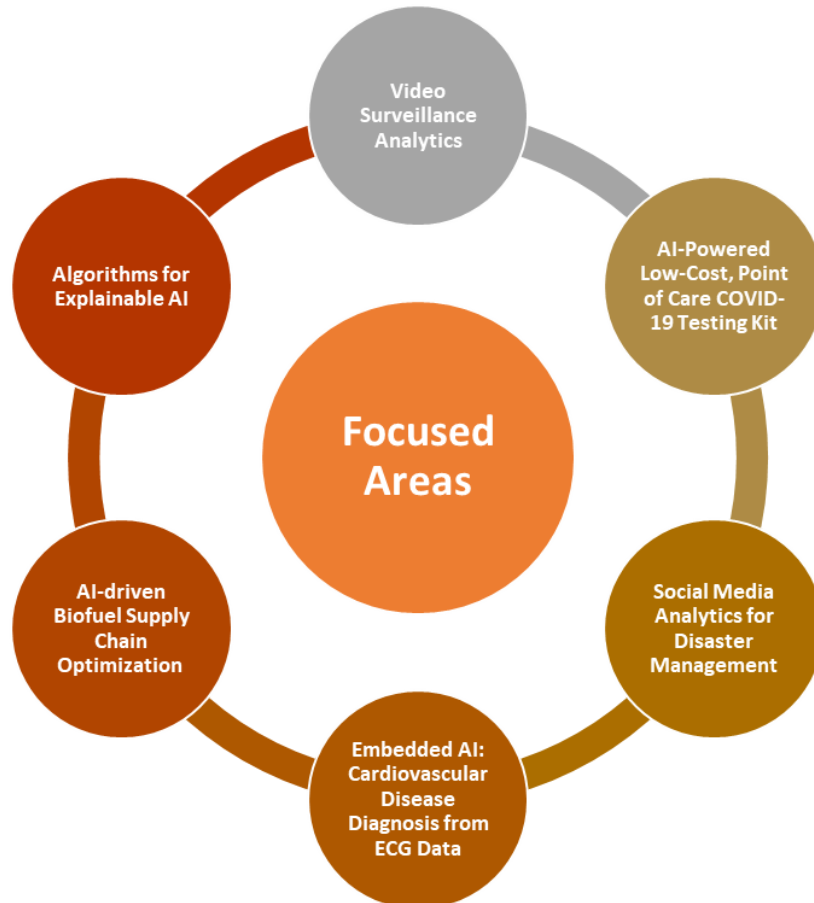 Video
Surveillance
Analytics
AI-Powered
Low-Cost, Point
of Care COVID-
19 Testing Kit
Social Media
Analytics for
Disaster
Management
Embedded AI:
Cardiovascular
Disease
Diagnosis from
ECG Data
AI-driven
Biofuel Supply
Chain
Optimization
Algorithms for
Explainable AI
Focused
Areas